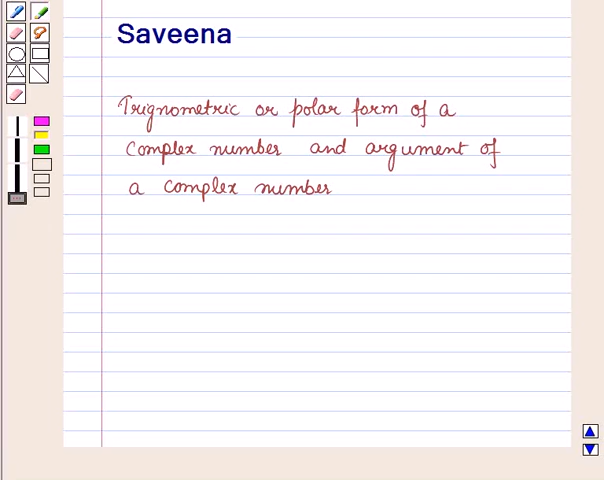 Saveena
Trignometric or polar form of a
complex number and argument of
a complex number